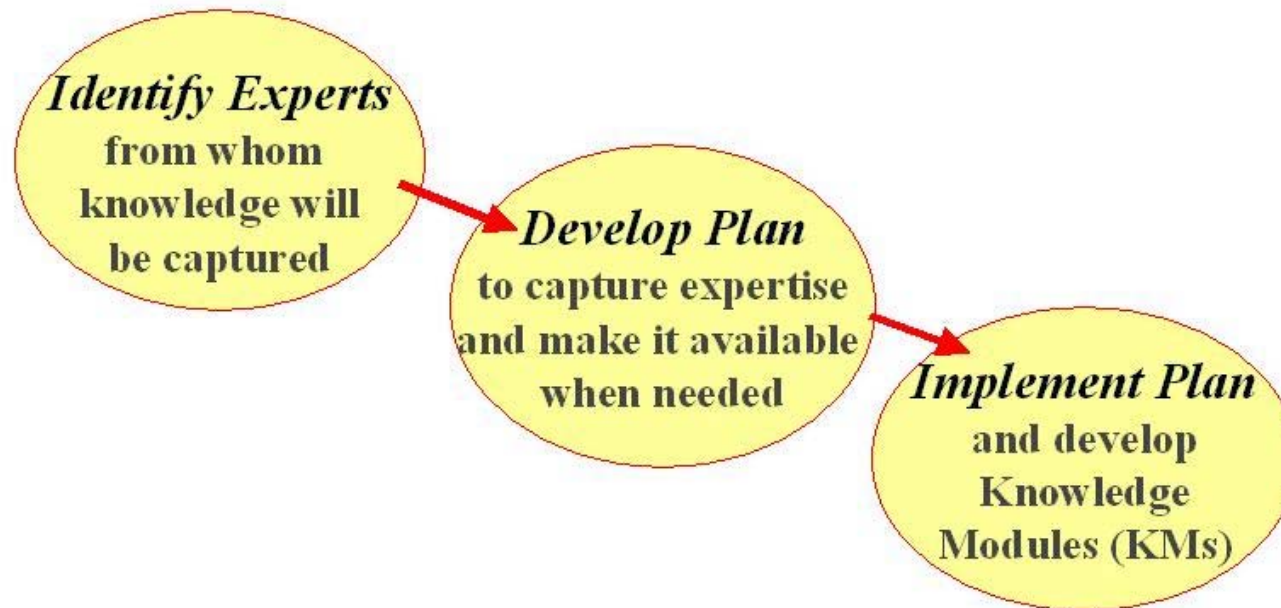 Identify Experts
from whom
knowledge will
be captured
Develop Plan
to capture expertise
and make it available
when needed
Implement Plan
and develop
Knowledge
Modules (KMs)